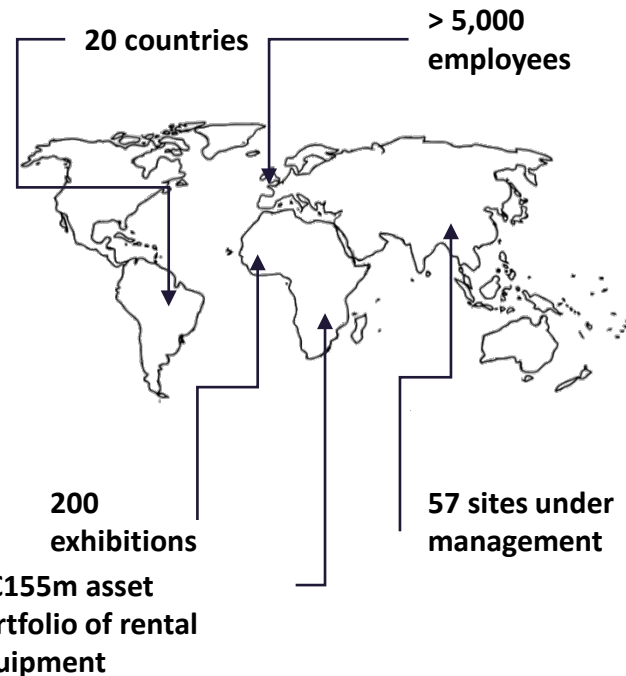 20 countries
> 5,000
employees
200
exhibitions
57 sites under
management
€155m asset
rtfolio of rental
uipment